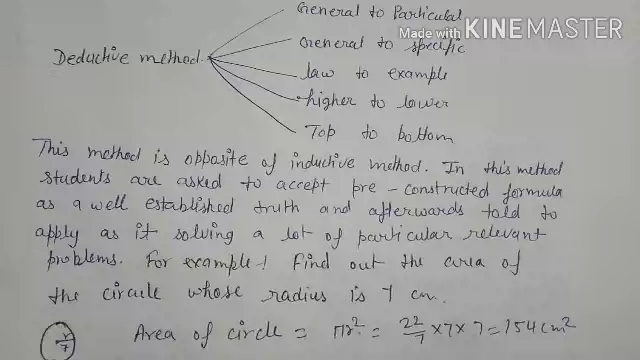 General to Particular
Made with KINEMASTER
General to specific
Deductive method
law to example
higher to lower
Top to bottom
This method is opposite of inductive method. In this method
students are asked to accept pre-constructed formula
as a well established truth and afterwards told to
apply as it solving a lot of particular relevant
problems. For example! Find out the area of
the circule whose radius is 7 cm.
Area of circle = πr² = 22/7 × 7 × 7 = 154 cm²